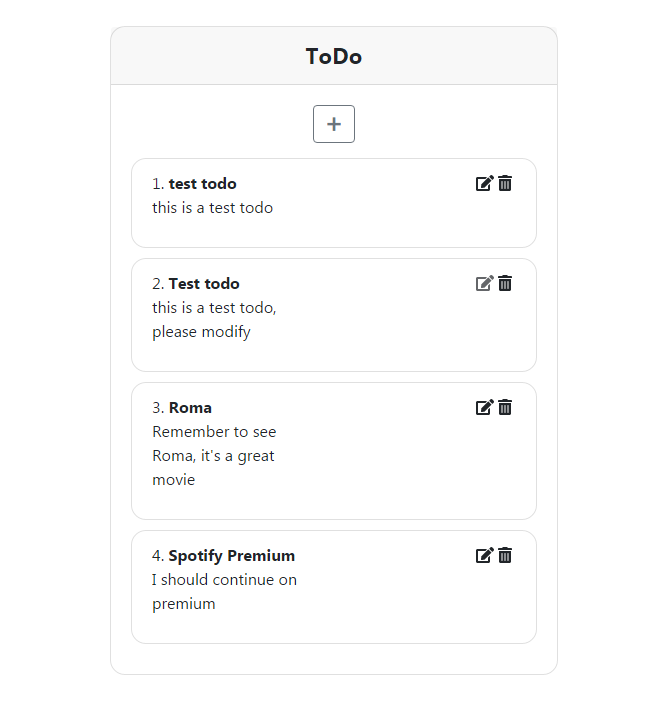 ToDo
+
1. test todo
this is a test todo
2. Test todo
this is a test todo,
please modify
3. Roma
Remember to see
Roma, it's a great
movie
4. Spotify Premium
I should continue on
premium